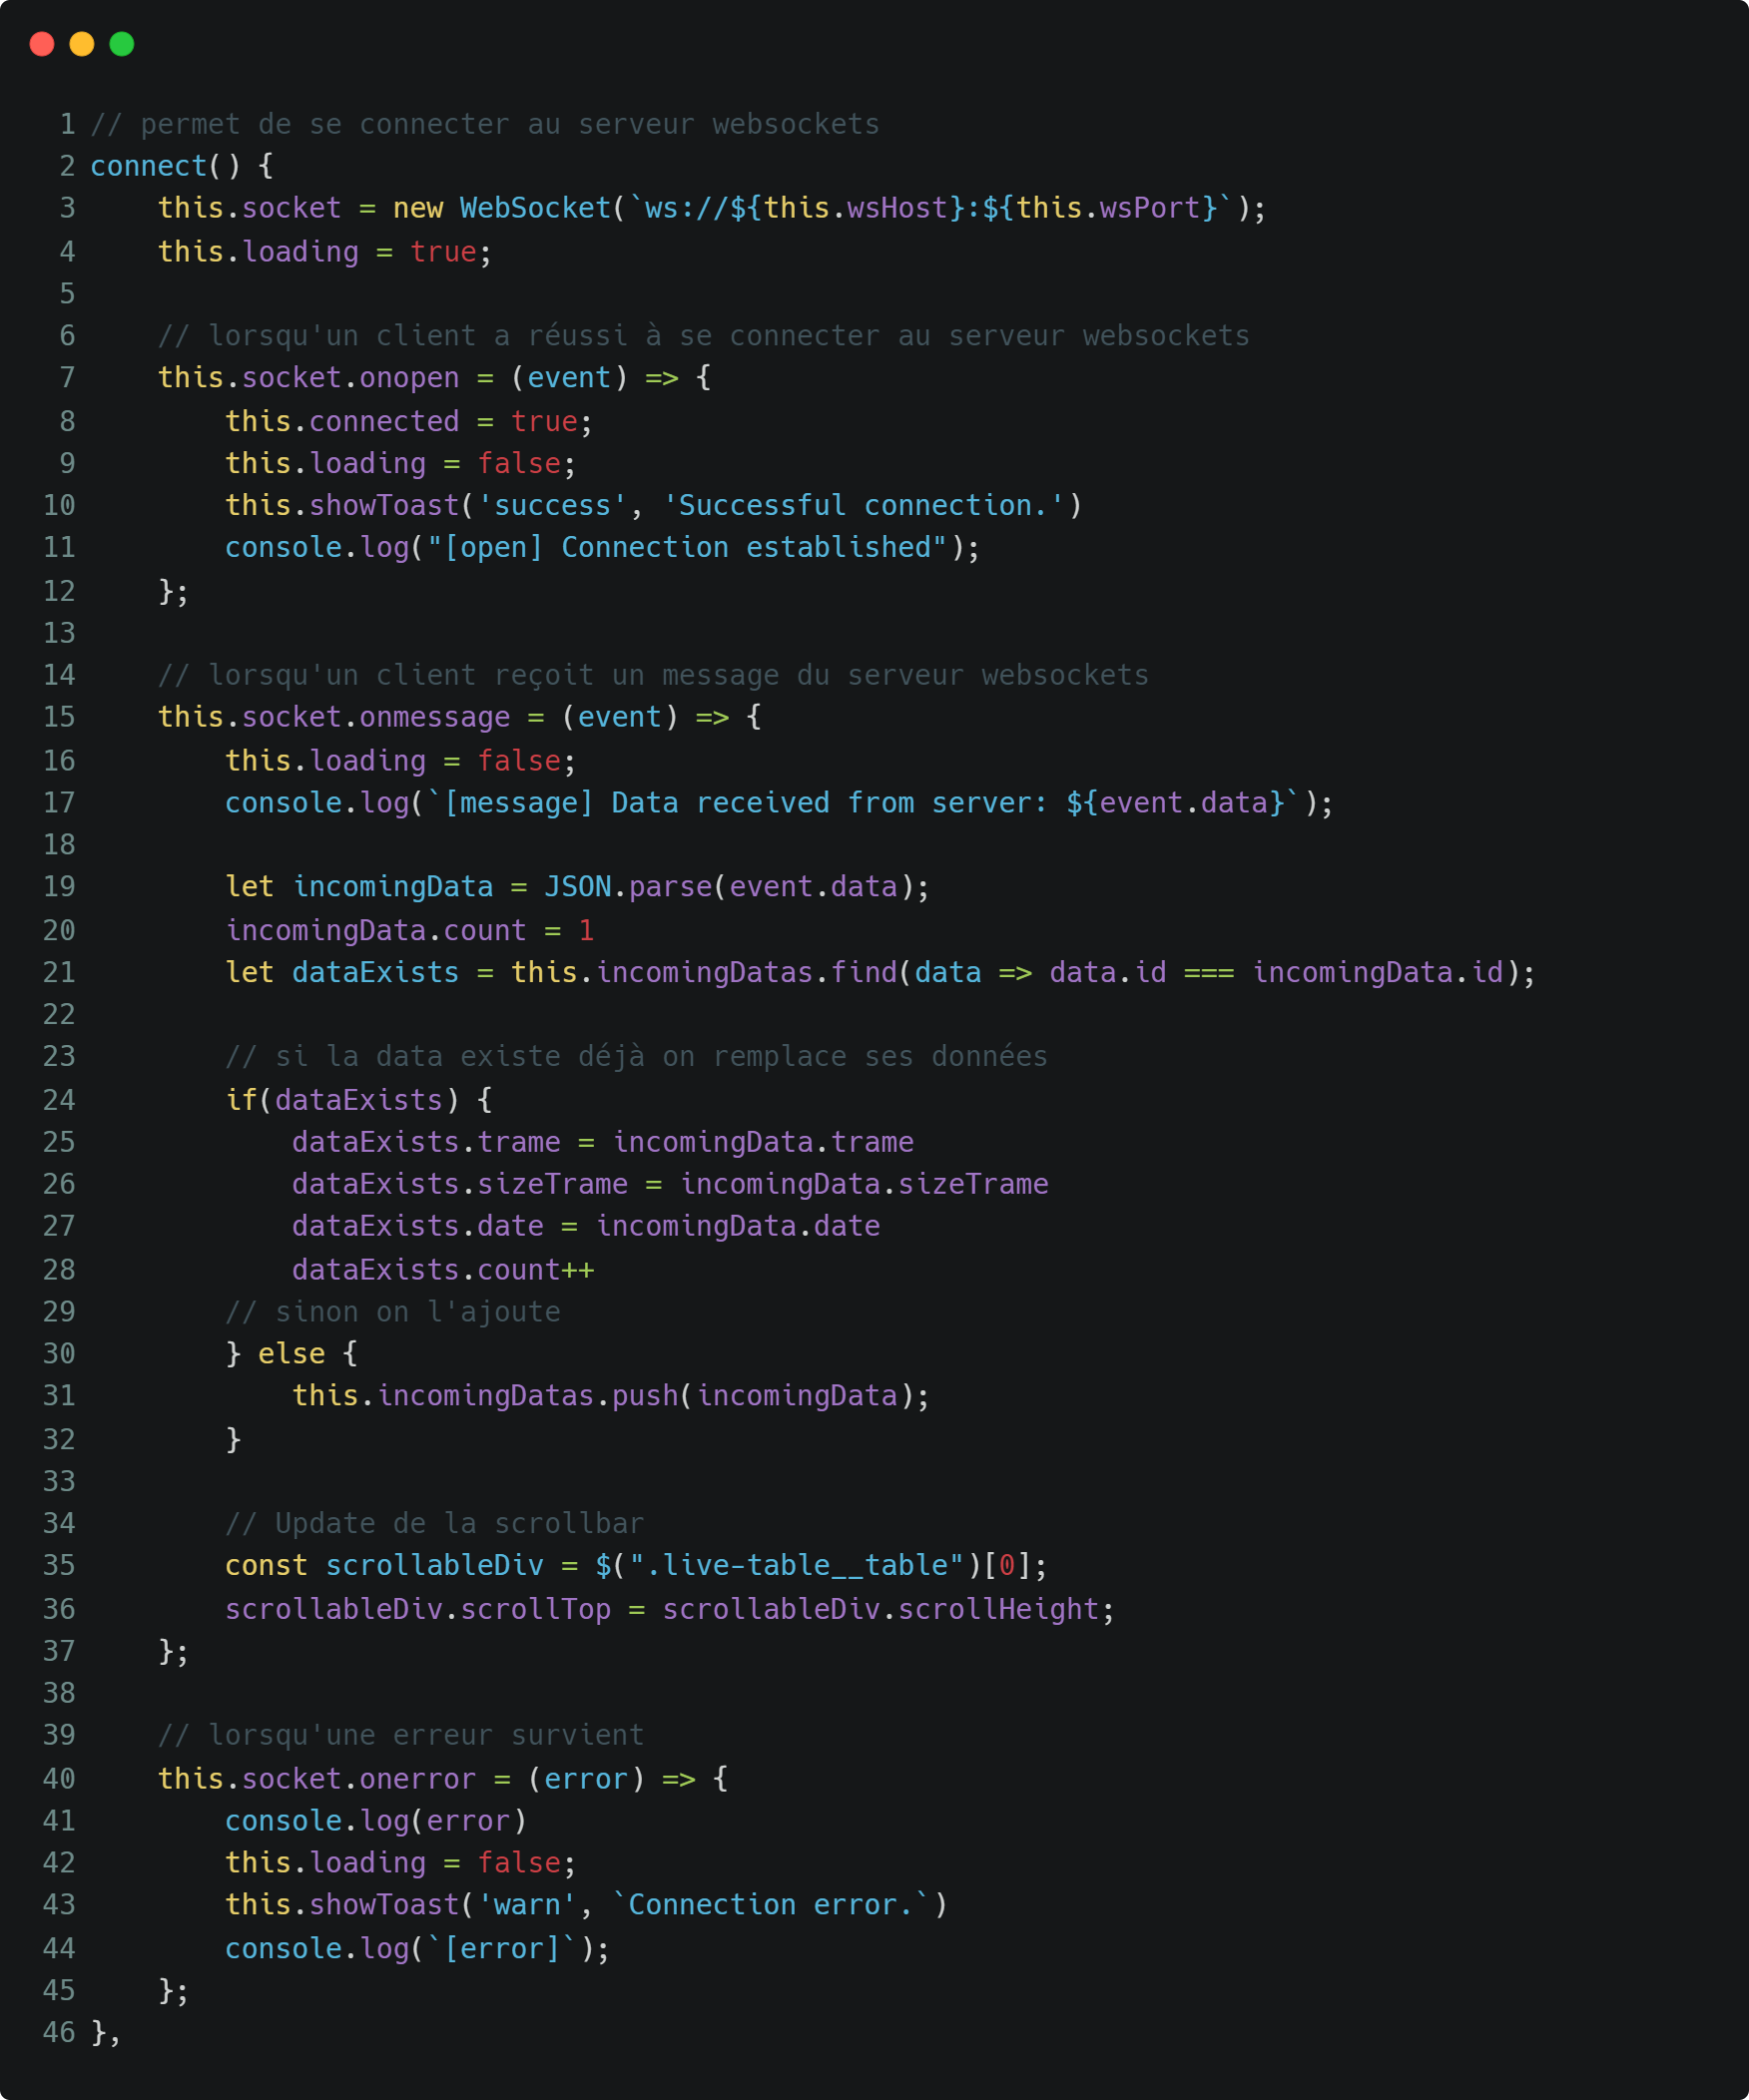 1 // permet de se connecter au serveur websockets
2 connect() {
3     this.socket = new WebSocket(`ws://${this.wsHost}:${this.wsPort}`);
4     this.loading = true;
5
6     // lorsqu'un client a réussi à se connecter au serveur websockets
7     this.socket.onopen = (event) => {
8         this.connected = true;
9         this.loading = false;
10         this.showToast('success', 'Successful connection.')
11         console.log("[open] Connection established");
12     };
13
14     // lorsqu'un client reçoit un message du serveur websockets
15     this.socket.onmessage = (event) => {
16         this.loading = false;
17         console.log(`[message] Data received from server: ${event.data}`);
18
19         let incomingData = JSON.parse(event.data);
20         incomingData.count = 1
21         let dataExists = this.incomingDatas.find(data => data.id === incomingData.id);
22
23         // si la data existe déjà on remplace ses données
24         if(dataExists) {
25             dataExists.trame = incomingData.trame
26             dataExists.sizeTrame = incomingData.sizeTrame
27             dataExists.date = incomingData.date
28             dataExists.count++
29         // sinon on l'ajoute
30         } else {
31             this.incomingDatas.push(incomingData);
32         }
33
34         // Update de la scrollbar
35         const scrollableDiv = $(".live-table__table")[0];
36         scrollableDiv.scrollTop = scrollableDiv.scrollHeight;
37     };
38
39     // lorsqu'une erreur survient
40     this.socket.onerror = (error) => {
41         console.log(error)
42         this.loading = false;
43         this.showToast('warn', `Connection error.`)
44         console.log(`[error]`);
45     };
46 },